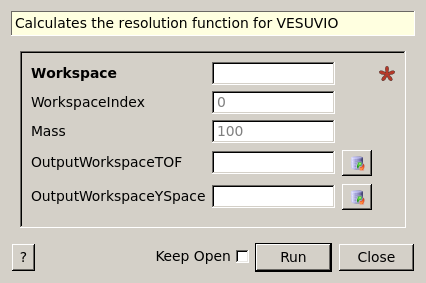 Calculates the resolution function for VESUVIO
Workspace *
WorkspaceIndex 0
Mass 100
OutputWorkspaceTOF
OutputWorkspaceYSpace
? Keep Open Run Close